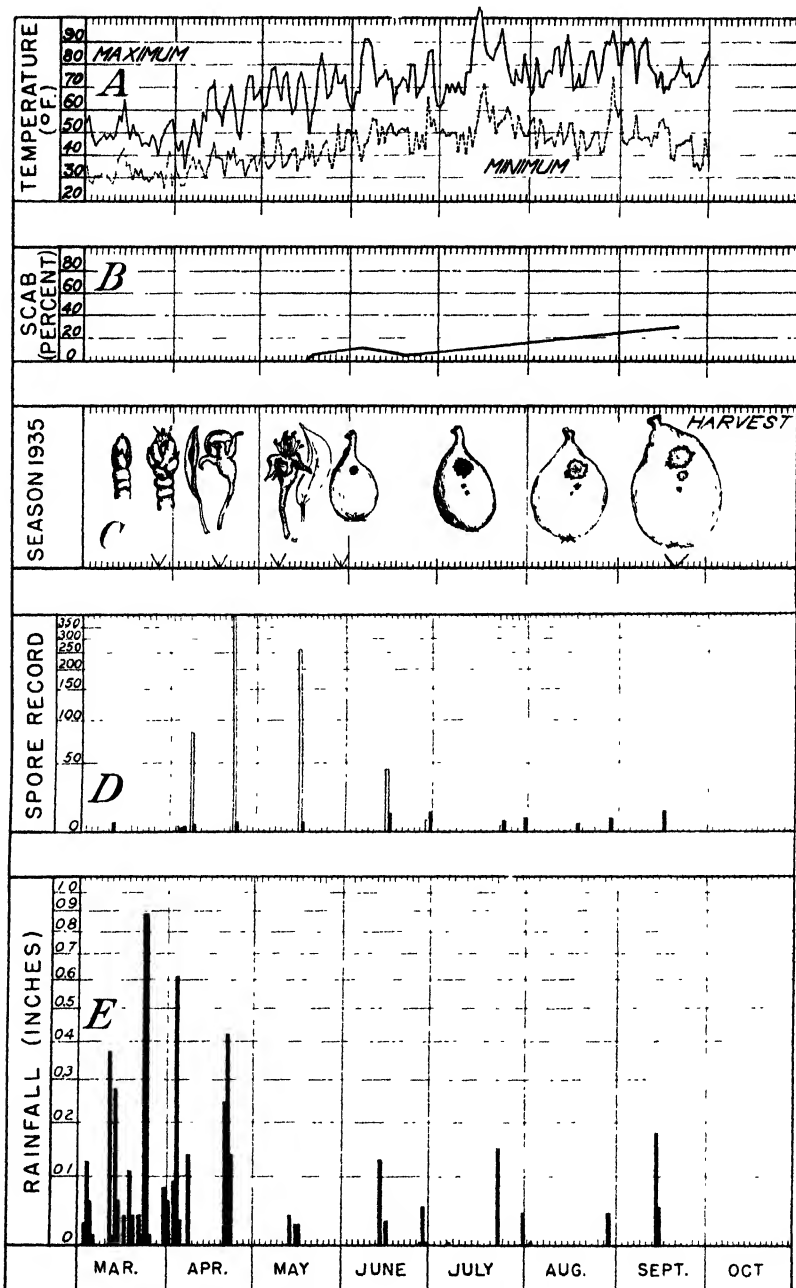 TEMPERATURE
(°F.)
90
80
70
60
50
40
30
20
MAXIMUM
A
MINIMUM
SCAB
(PERCENT)
80
60
40
20
0
B
SEASON 1935
C
HARVEST
SPORE RECORD
350
300
250
200
150
100
50
0
D
RAINFALL (INCHES)
1.0
0.9
0.8
0.7
0.6
0.5
0.4
0.3
0.2
0.1
0
E
MAR. APR. MAY JUNE JULY AUG. SEPT. OCT